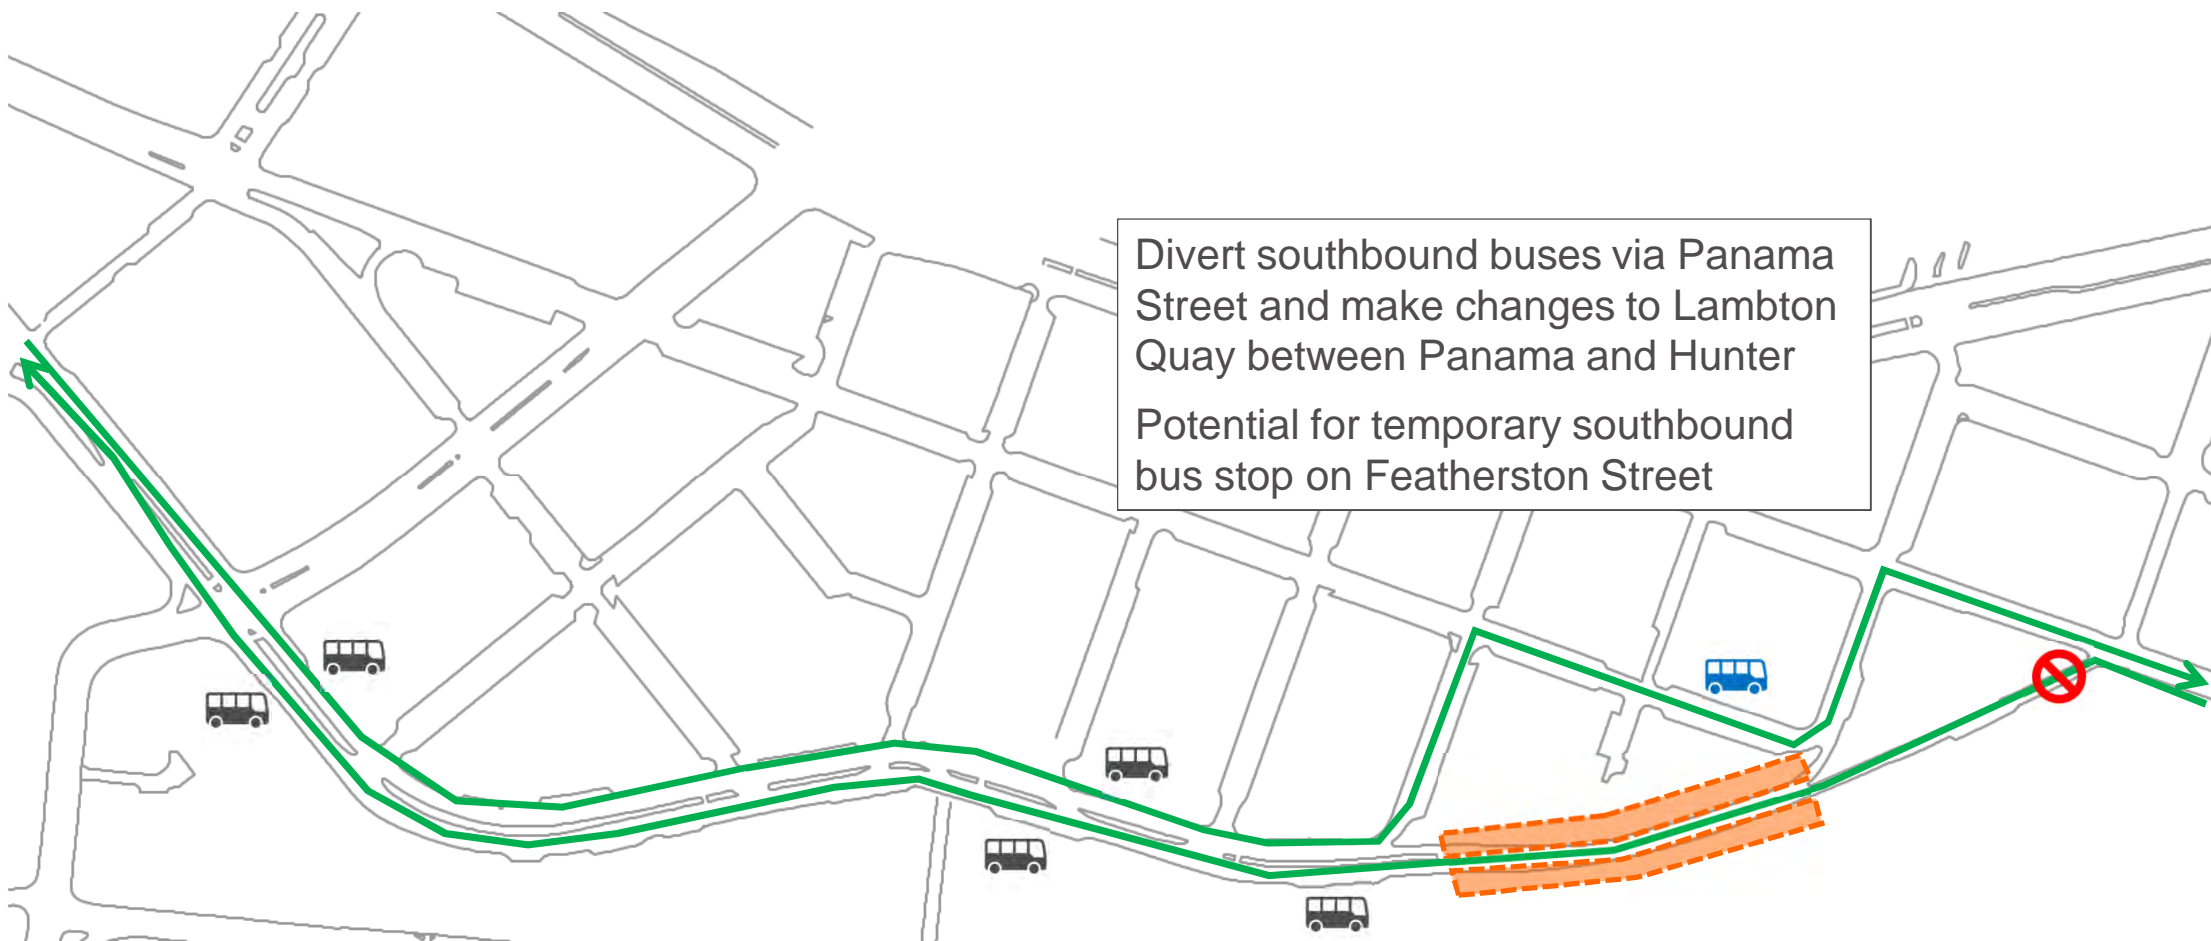 Divert southbound buses via Panama
Street and make changes to Lambton
Quay between Panama and Hunter
Potential for temporary southbound
bus stop on Featherston Street